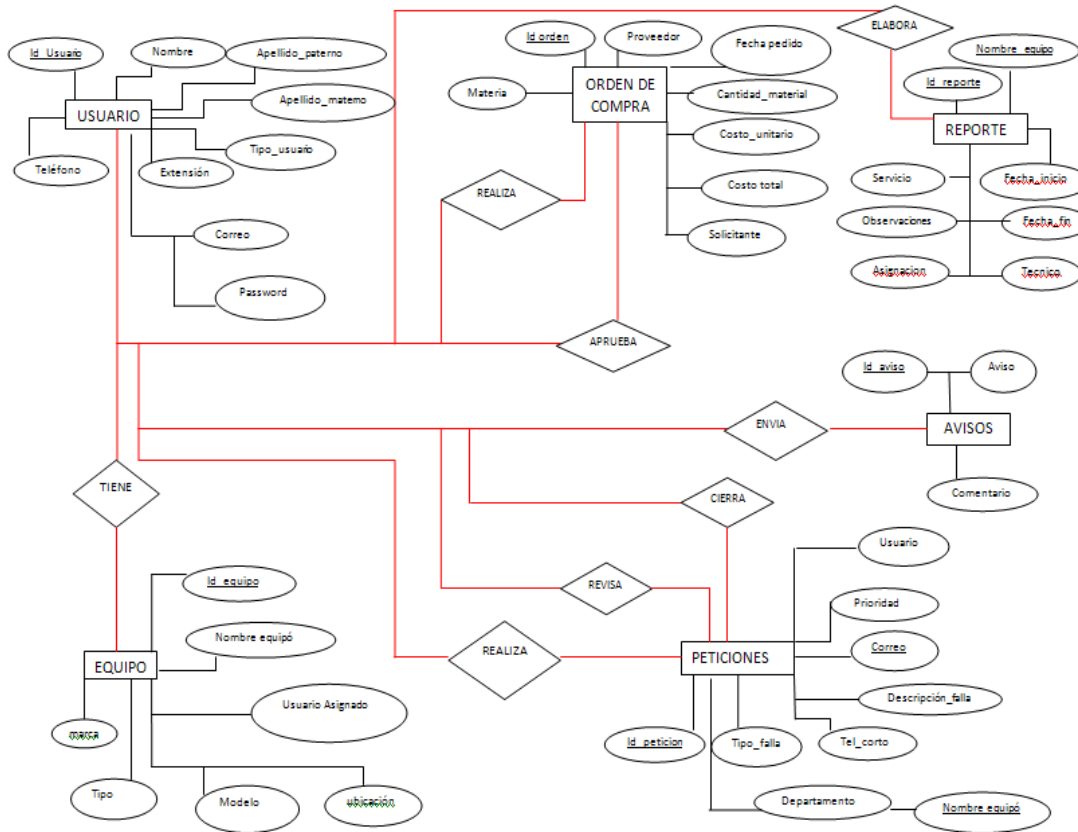 ELABORA
Id_Usuario
Nombre
Apellido_paterno
Id orden
Proveedor
Fecha pedido
Nombre_equipo
Id_reporte
USUARIO
Apellido_matemo
Materia
ORDEN DE
COMPRA
Cantidad_material
REPORTE
Teléfono
Extensión
Tipo_usuario
Costo_unitario
Servicio
Fecha_inicio
REALIZA
Costo total
Correo
Solicitante
Observaciones
Fecha_fin
Asignacion
Tecnico
Password
APRUEBA
Id_aviso
Aviso
ENVIA
AVISOS
TIENE
CIERRA
Comentario
Usuario
Id_equipo
REVISA
Prioridad
Nombre equipó
EQUIPO
REALIZA
PETICIONES
Correo
Usuario Asignado
Descripción_falla
marca
Id_peticion
Tipo_falla
Tel_corto
Tipo
Modelo
ubicación
Departamento
Nombre equipó